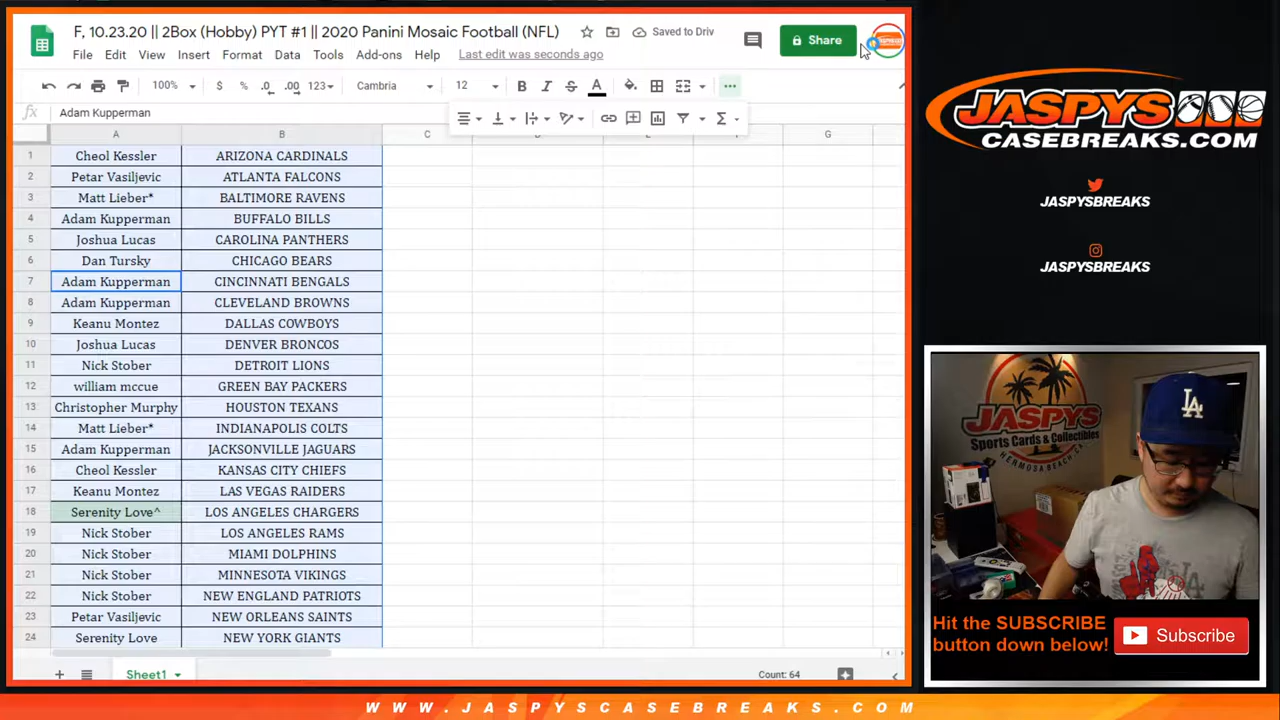 F, 10.23.20 || 2Box (Hobby) PYT #1 || 2020 Panini Mosaic Football (NFL)
Saved to Driv
Share
File Edit View Insert Format Data Tools Add-ons Help Last edit was seconds ago
100% $ % .0 .00 123 Cambria 12 B I S A
fx Adam Kupperman
A B C G
1 Cheol Kessler ARIZONA CARDINALS
2 Petar Vasiljevic ATLANTA FALCONS
3 Matt Lieber* BALTIMORE RAVENS
4 Adam Kupperman BUFFALO BILLS
5 Joshua Lucas CAROLINA PANTHERS
6 Dan Tursky CHICAGO BEARS
7 Adam Kupperman CINCINNATI BENGALS
8 Adam Kupperman CLEVELAND BROWNS
9 Keanu Montez DALLAS COWBOYS
10 Joshua Lucas DENVER BRONCOS
11 Nick Stober DETROIT LIONS
12 william mccue GREEN BAY PACKERS
13 Christopher Murphy HOUSTON TEXANS
14 Matt Lieber* INDIANAPOLIS COLTS
15 Adam Kupperman JACKSONVILLE JAGUARS
16 Cheol Kessler KANSAS CITY CHIEFS
17 Keanu Montez LAS VEGAS RAIDERS
18 Serenity Love^ LOS ANGELES CHARGERS
19 Nick Stober LOS ANGELES RAMS
20 Nick Stober MIAMI DOLPHINS
21 Nick Stober MINNESOTA VIKINGS
22 Nick Stober NEW ENGLAND PATRIOTS
23 Petar Vasiljevic NEW ORLEANS SAINTS
24 Serenity Love NEW YORK GIANTS
Sheet1
Count: 64
JASPYS
CASEBREAKS.COM
JASPYSBREAKS
JASPYSBREAKS
JASPYS
Sports Cards & Collectibles
HERMOSA BEACH, CA
LA
Hit the SUBSCRIBE
button down below!
Subscribe
WWW.JASPYSCASEBREAKS.COM